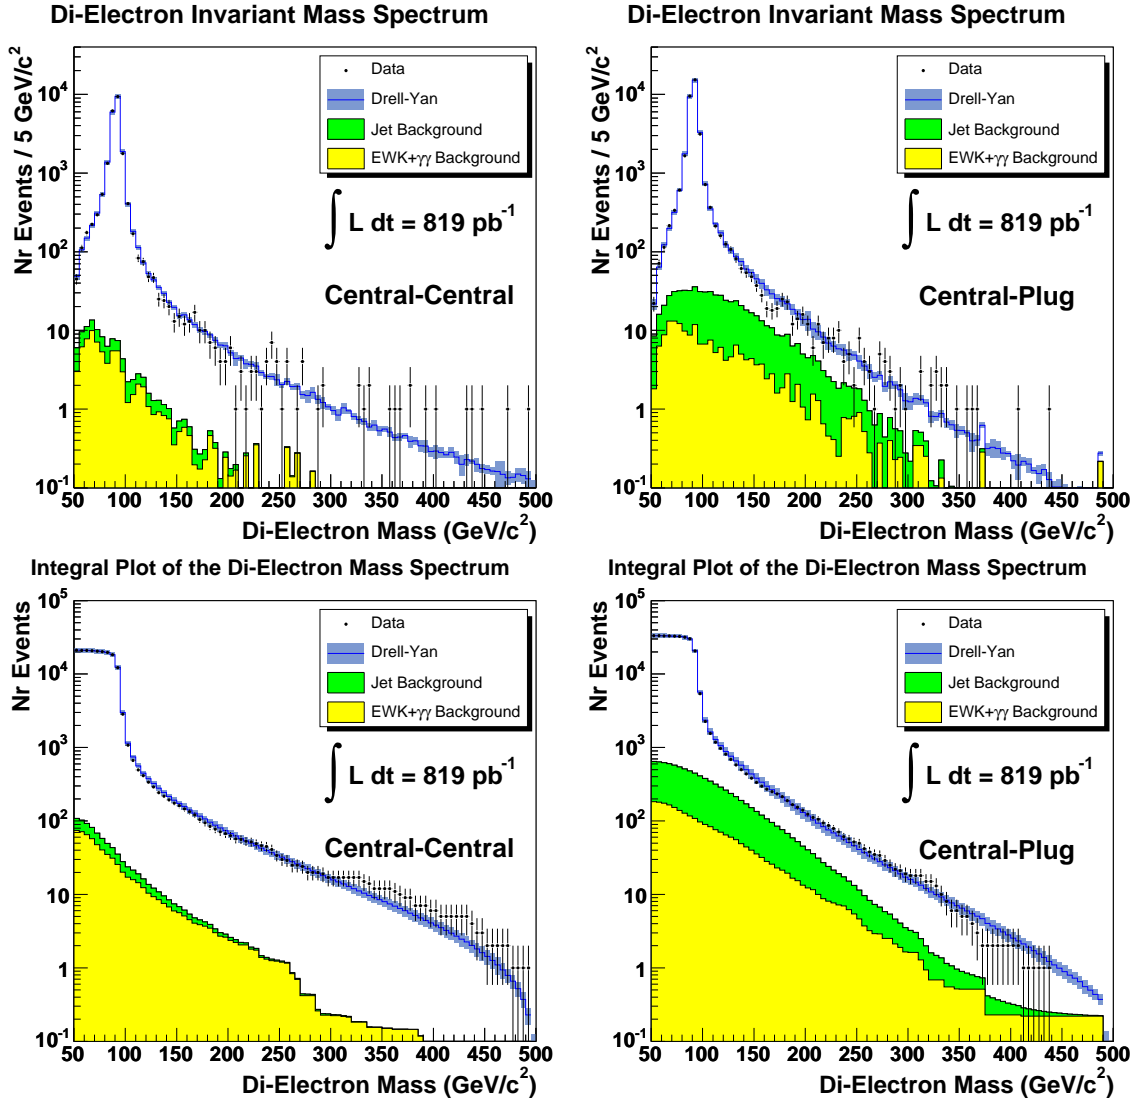 Di-Electron Invariant Mass Spectrum
Nr Events / 5 GeV/c²
10⁴
10³
10²
10
1
10⁻¹
Data
Drell-Yan
Jet Background
EWK+γγ Background
∫ L dt = 819 pb⁻¹
Central-Central
50 100 150 200 250 300 350 400 450 500
Di-Electron Mass (GeV/c²)
Di-Electron Invariant Mass Spectrum
Nr Events / 5 GeV/c²
10⁴
10³
10²
10
1
10⁻¹
Data
Drell-Yan
Jet Background
EWK+γγ Background
∫ L dt = 819 pb⁻¹
Central-Plug
50 100 150 200 250 300 350 400 450 500
Di-Electron Mass (GeV/c²)
Integral Plot of the Di-Electron Mass Spectrum
Nr Events
10⁵
10⁴
10³
10²
10
1
10⁻¹
Data
Drell-Yan
Jet Background
EWK+γγ Background
∫ L dt = 819 pb⁻¹
Central-Central
50 100 150 200 250 300 350 400 450 500
Di-Electron Mass (GeV/c²)
Integral Plot of the Di-Electron Mass Spectrum
Nr Events
10⁵
10⁴
10³
10²
10
1
10⁻¹
Data
Drell-Yan
Jet Background
EWK+γγ Background
∫ L dt = 819 pb⁻¹
Central-Plug
50 100 150 200 250 300 350 400 450 500
Di-Electron Mass (GeV/c²)